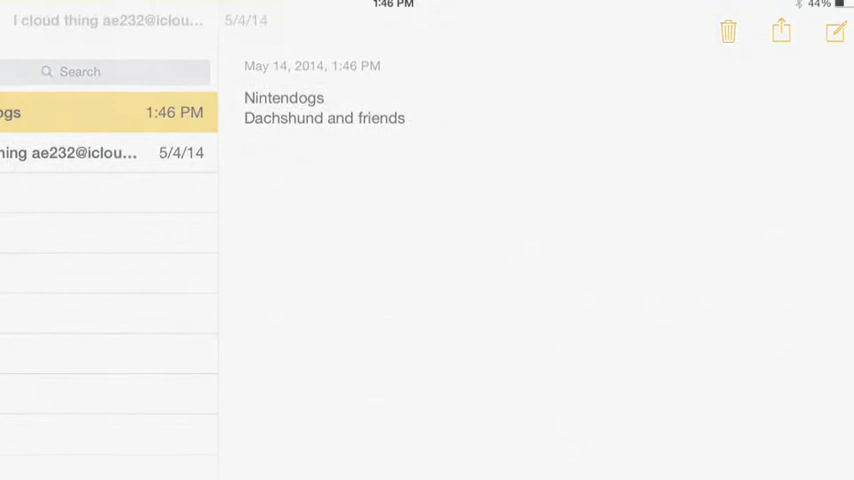 1:46 PM
44%
I cloud thing ae232@iclou... 5/4/14
Search
May 14, 2014, 1:46 PM
Nintendogs
Dachshund and friends
ogs 1:46 PM
hing ae232@iclou... 5/4/14